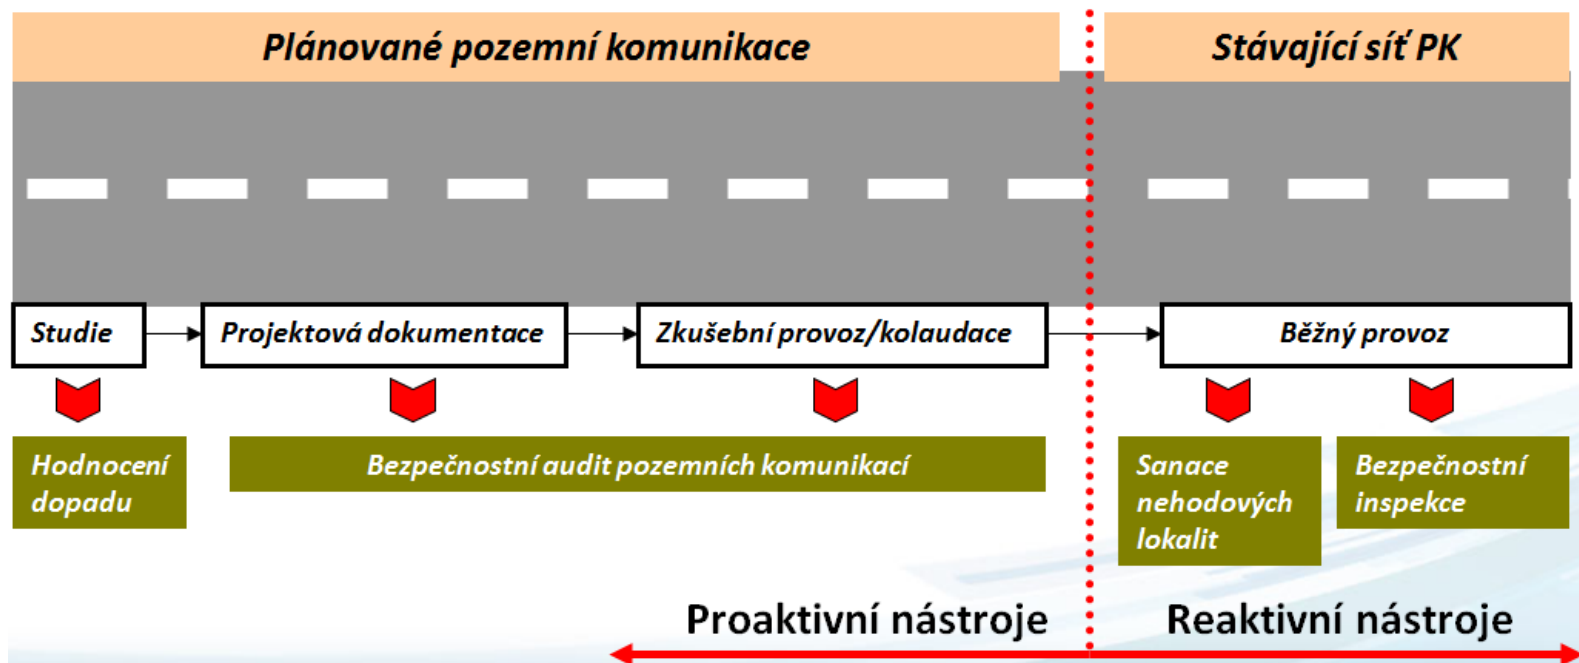 Plánované pozemní komunikace
Stávající síť PK
Studie
Projektová dokumentace
Zkušební provoz/kolaudace
Běžný provoz
Hodnocení
dopadu
Bezpečnostní audit pozemních komunikací
Sanace
nehodových
lokalit
Bezpečnostní
inspekce
Proaktivní nástroje
Reaktivní nástroje